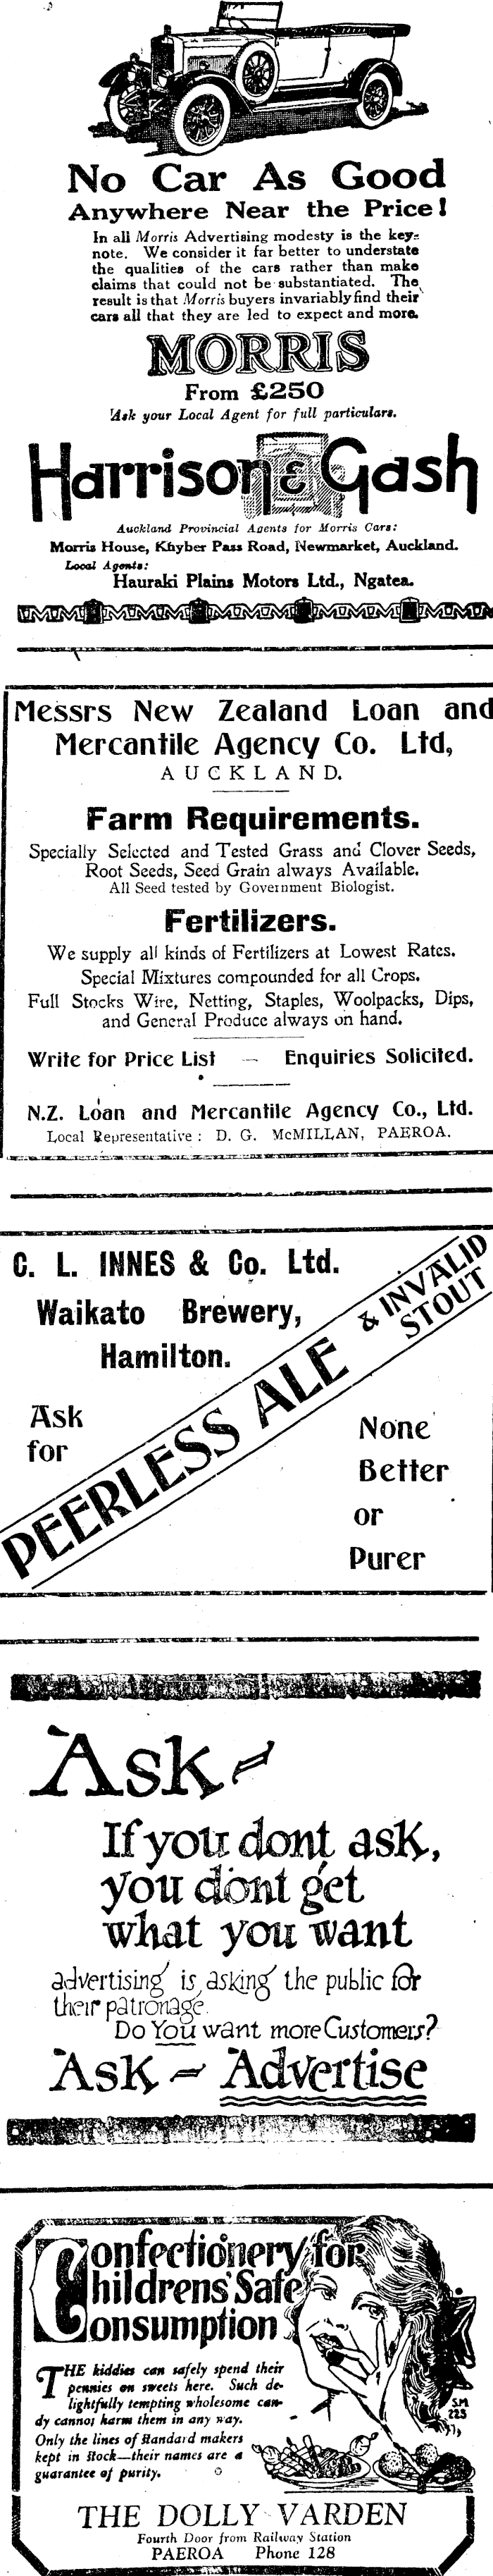 No Car As Good
Anywhere Near the Price!
In all Morris Advertising modesty is the key-
note. We consider it far better to understate
the qualities of the cars rather than make
claims that could not be substantiated. The
result is that Morris buyers invariably find their
cars all that they are led to expect and more.
MORRIS
From £250
Ask your Local Agent for full particulars.
Harrison & Gash
Auckland Provincial Agents for Morris Cars:
Morris House, Khyber Pass Road, Newmarket, Auckland.
Local Agents:
Hauraki Plains Motors Ltd., Ngatea.
Messrs New Zealand Loan and
Mercantile Agency Co. Ltd,
AUCKLAND.
Farm Requirements.
Specially Selected and Tested Grass and Clover Seeds,
Root Seeds, Seed Grain always Available.
All Seed tested by Government Biologist.
Fertilizers.
We supply all kinds of Fertilizers at Lowest Rates.
Special Mixtures compounded for all Crops.
Full Stocks Wire, Netting, Staples, Woolpacks, Dips,
and General Produce always on hand.
Write for Price List — Enquiries Solicited.
N.Z. Loan and Mercantile Agency Co., Ltd.
Local Representative : D. G. McMILLAN, PAEROA.
C. L. INNES & Co. Ltd.
Waikato Brewery,
Hamilton.
Ask
for
PEERLESS ALE
& INVALID
STOUT
None
Better
or
Purer
Ask
If you dont ask,
you dont get
what you want
advertising is asking the public for
their patronage.
Do You want more Customers?
Ask — Advertise
Confectionery for
Childrens' Safe
Consumption
THE kiddies can safely spend their
pennies on sweets here. Such de-
lightfully tempting wholesome can-
dy cannot harm them in any way.
Only the lines of standard makers
kept in stock—their names are a
guarantee of purity.
S.M.
223
THE DOLLY VARDEN
Fourth Door from Railway Station
PAEROA Phone 128